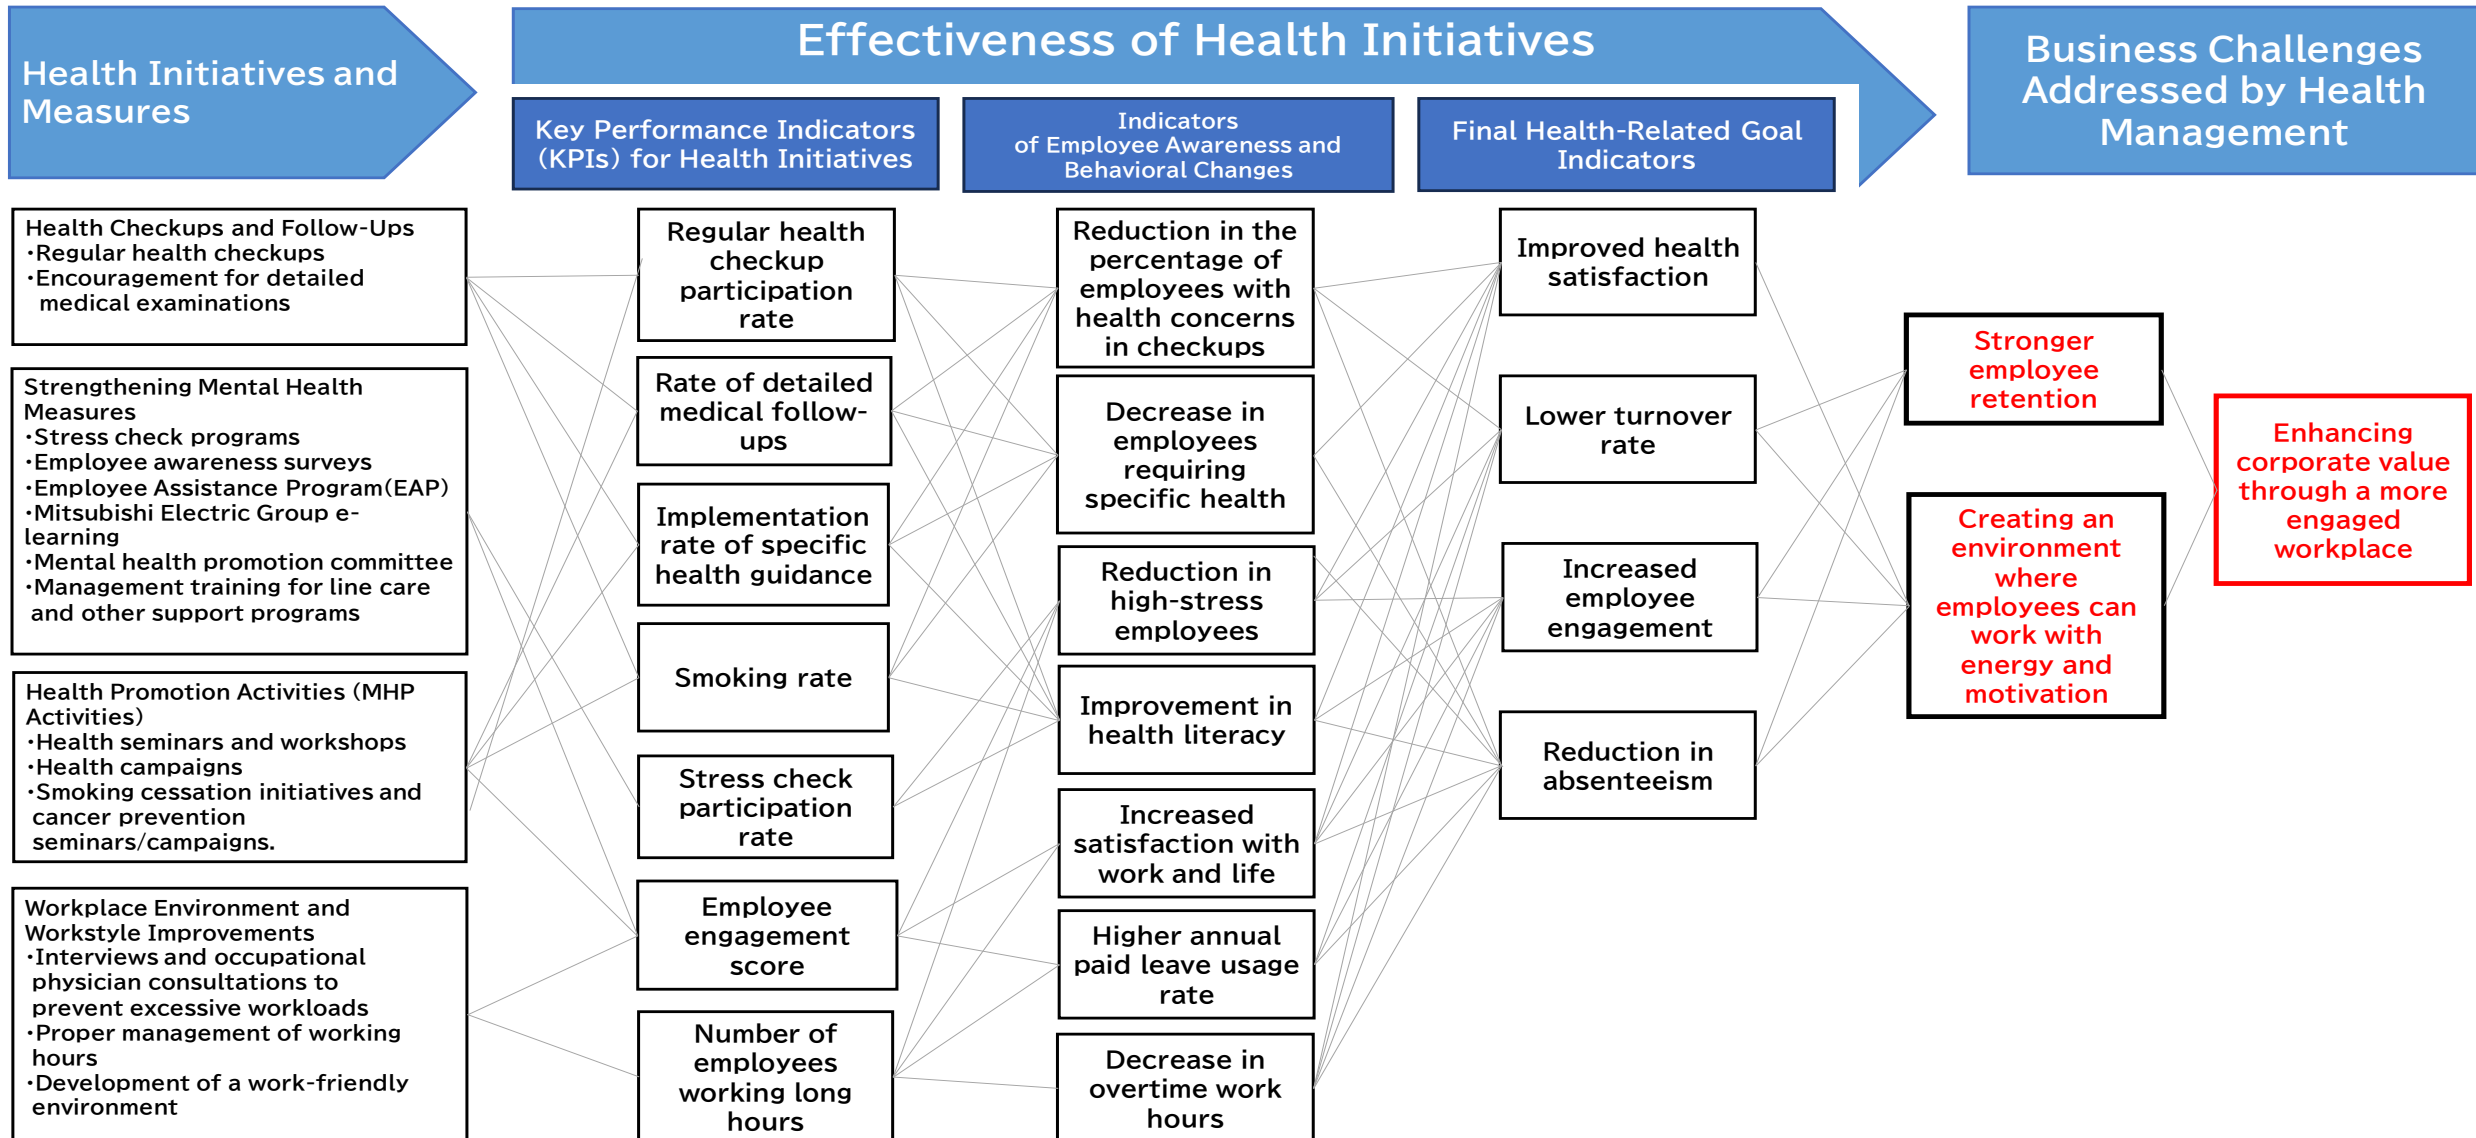 Health Initiatives and
Measures
Effectiveness of Health Initiatives
Business Challenges
Addressed by Health
Management
Key Performance Indicators
(KPIs) for Health Initiatives
Indicators
of Employee Awareness and
Behavioral Changes
Final Health-Related Goal
Indicators
Health Checkups and Follow-Ups
・Regular health checkups
・Encouragement for detailed
medical examinations
Strengthening Mental Health
Measures
・Stress check programs
・Employee awareness surveys
・Employee Assistance Program(EAP)
・Mitsubishi Electric Group e-
learning
・Mental health promotion committee
・Management training for line care
and other support programs
Health Promotion Activities (MHP
Activities)
・Health seminars and workshops
・Health campaigns
・Smoking cessation initiatives and
cancer prevention
seminars/campaigns.
Workplace Environment and
Workstyle Improvements
・Interviews and occupational
physician consultations to
prevent excessive workloads
・Proper management of working
hours
・Development of a work-friendly
environment
Regular health
checkup
participation
rate
Rate of detailed
medical follow-
ups
Implementation
rate of specific
health guidance
Smoking rate
Stress check
participation
rate
Employee
engagement
score
Number of
employees
working long
hours
Reduction in the
percentage of
employees with
health concerns
in checkups
Decrease in
employees
requiring
specific health
Reduction in
high-stress
employees
Improvement in
health literacy
Increased
satisfaction with
work and life
Higher annual
paid leave usage
rate
Decrease in
overtime work
hours
Improved health
satisfaction
Lower turnover
rate
Increased
employee
engagement
Reduction in
absenteeism
Stronger
employee
retention
Creating an
environment
where
employees can
work with
energy and
motivation
Enhancing
corporate value
through a more
engaged
workplace